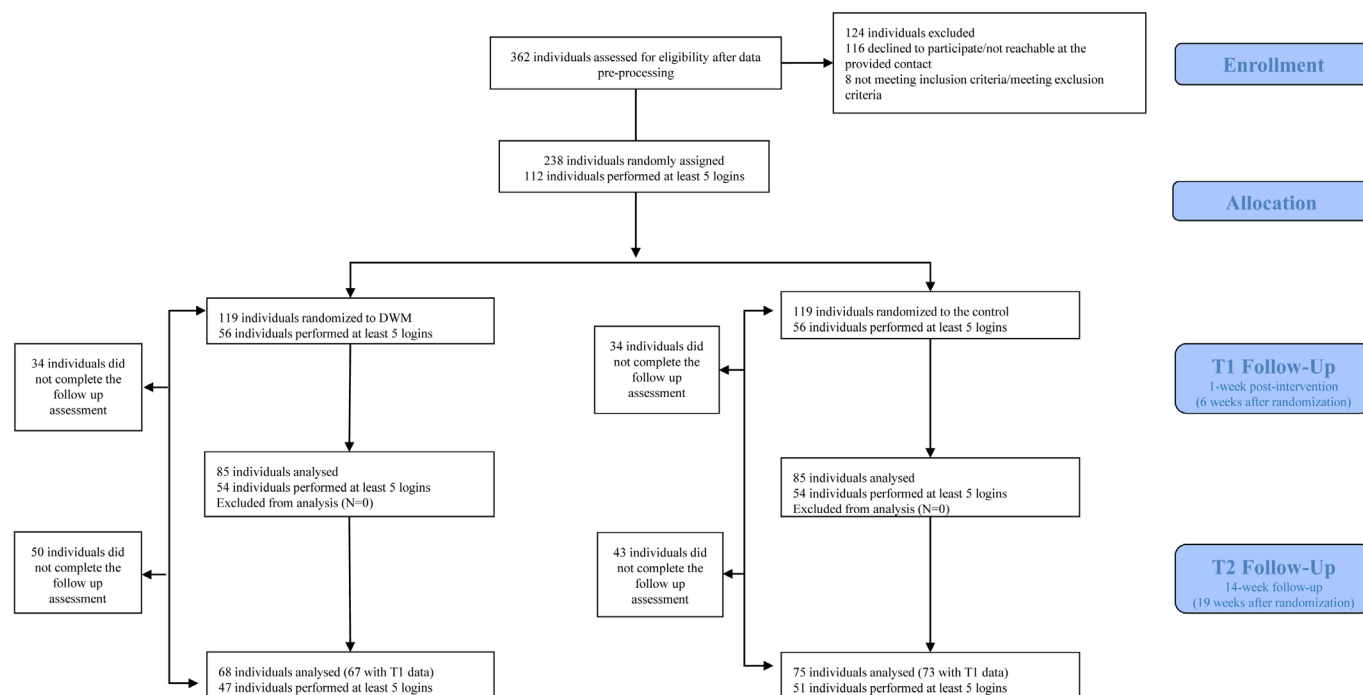 362 individuals assessed for eligibility after data
pre-processing
124 individuals excluded
116 declined to participate/not reachable at the
provided contact
8 not meeting inclusion criteria/meeting exclusion
criteria
Enrollment
238 individuals randomly assigned
112 individuals performed at least 5 logins
Allocation
119 individuals randomized to DWM
56 individuals performed at least 5 logins
119 individuals randomized to the control
56 individuals performed at least 5 logins
34 individuals did
not complete the
follow up
assessment
34 individuals did
not complete the
follow up
assessment
T1 Follow-Up
1-week post-intervention
(6 weeks after randomization)
85 individuals analysed
54 individuals performed at least 5 logins
Excluded from analysis (N=0)
85 individuals analysed
54 individuals performed at least 5 logins
Excluded from analysis (N=0)
50 individuals did
not complete the
follow up
assessment
43 individuals did
not complete the
follow up
assessment
T2 Follow-Up
14-week follow-up
(19 weeks after randomization)
68 individuals analysed (67 with T1 data)
47 individuals performed at least 5 logins
75 individuals analysed (73 with T1 data)
51 individuals performed at least 5 logins